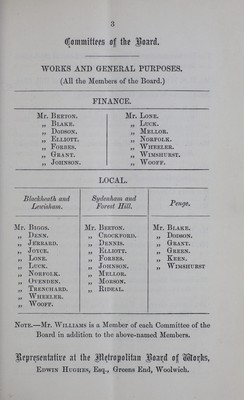 3
Committees of the Board.
WORKS AND GENERAL PURPOSES.
(All the Members of the Board.)
FINANCE.
Mr. BEETON. Mr. LONE.
„ BLAKE. „ LUCK.
„ DODSON. „ MELLOR.
„ ELLIOTT. „ NORFOLK.
„ FORBES. „ WHEELER.
„ GRANT. „ WIMSHURST.
„ JOHNSON. „ WOOFF.
LOCAL.
Blackheath and Lewisham. Sydenham and Forest Hill. Penge.
Mr. BIGGS. Mr. BEETON. Mr. BLAKE.
„ DENN. „ CROCKFORD. „ DODSON.
„ JERRARD. „ DENNIS. „ GRANT.
„ JOYCE. „ ELLIOTT. „ GREEN.
„ LONE. „ FORBES. „ KEEN.
„ LUCK. „ JOHNSON. „ WIMSHURST
„ NORFOLK. „ MELLOR.
„ OVENDEN. „ MORSON.
„ TRENCHARD. „ RIDEAL.
„ WHEELER.
„ WOOFF.
NOTE.—Mr. WILLIAMS is a Member of each Committee of the
Board in addition to the above-named Members.
Representative at the Metropolitan Board of Works,
EDWIN HUGHES, Esq., Greens End, Woolwich.